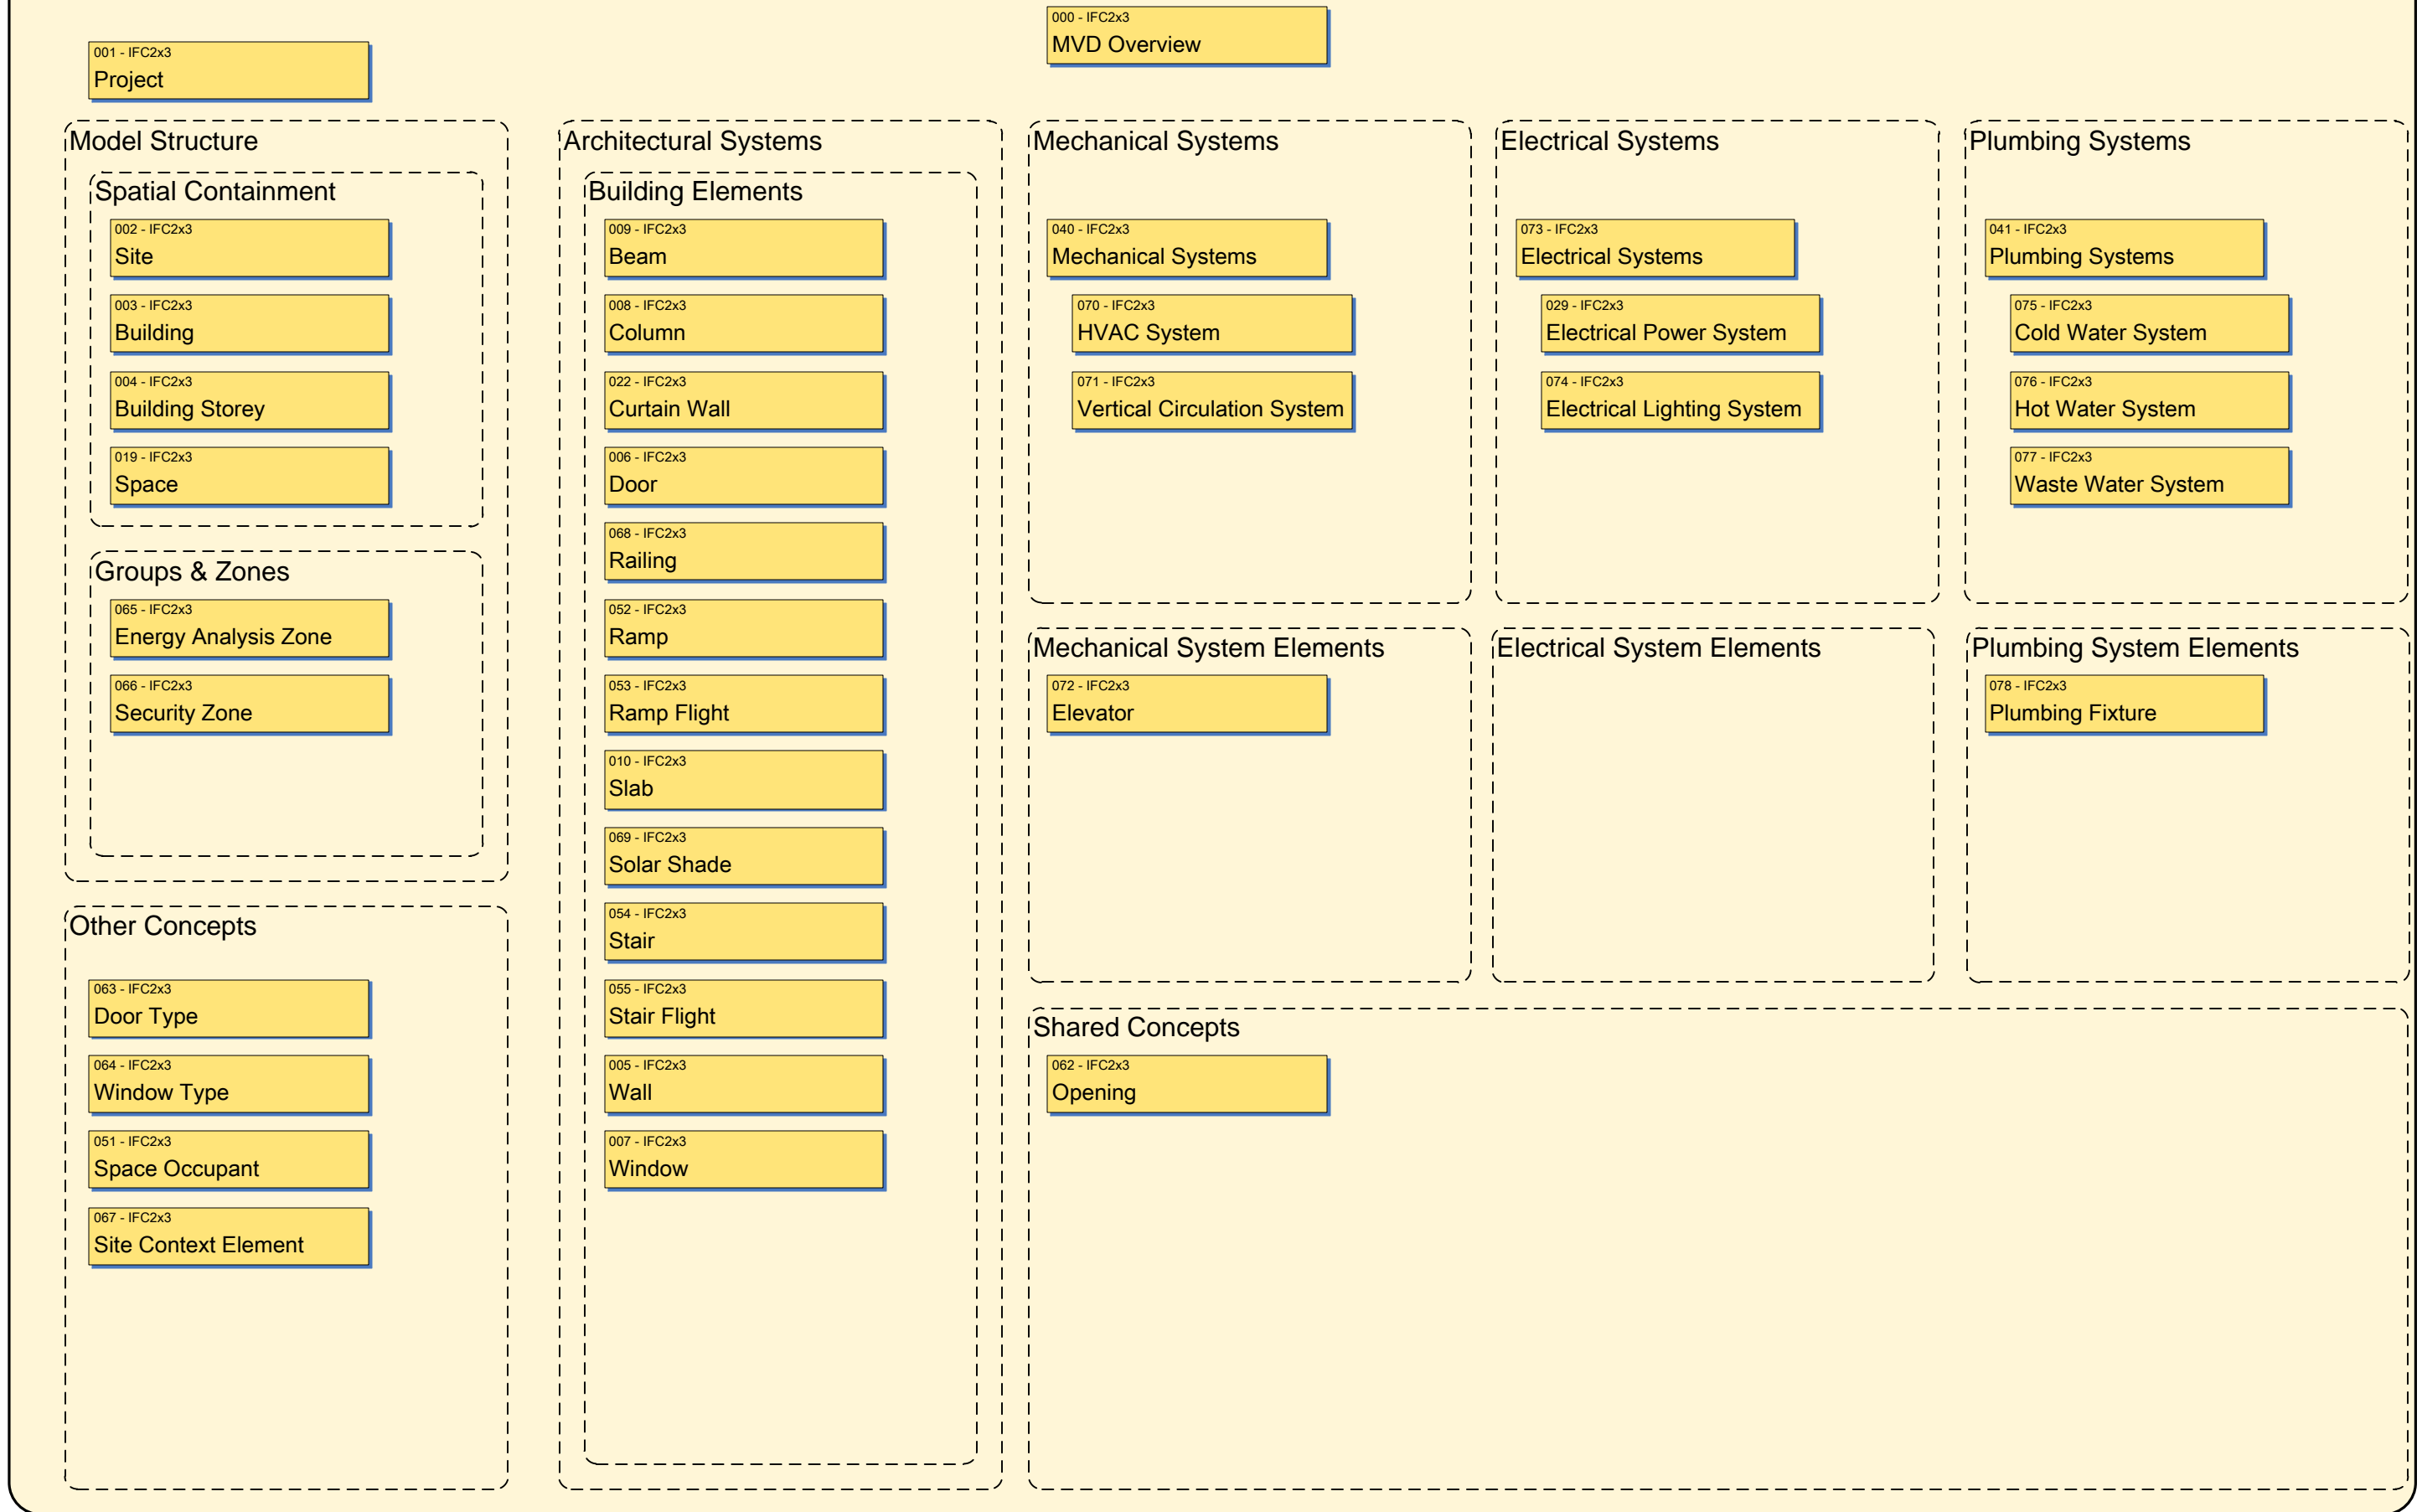 000 - IFC2x3
MVD Overview
001 - IFC2x3
Project
Model Structure
Spatial Containment
002 - IFC2x3
Site
003 - IFC2x3
Building
004 - IFC2x3
Building Storey
019 - IFC2x3
Space
Groups & Zones
065 - IFC2x3
Energy Analysis Zone
066 - IFC2x3
Security Zone
Other Concepts
063 - IFC2x3
Door Type
064 - IFC2x3
Window Type
051 - IFC2x3
Space Occupant
067 - IFC2x3
Site Context Element
Architectural Systems
Building Elements
009 - IFC2x3
Beam
008 - IFC2x3
Column
022 - IFC2x3
Curtain Wall
006 - IFC2x3
Door
068 - IFC2x3
Railing
052 - IFC2x3
Ramp
053 - IFC2x3
Ramp Flight
010 - IFC2x3
Slab
069 - IFC2x3
Solar Shade
054 - IFC2x3
Stair
055 - IFC2x3
Stair Flight
005 - IFC2x3
Wall
007 - IFC2x3
Window
Mechanical Systems
040 - IFC2x3
Mechanical Systems
070 - IFC2x3
HVAC System
071 - IFC2x3
Vertical Circulation System
Electrical Systems
073 - IFC2x3
Electrical Systems
029 - IFC2x3
Electrical Power System
074 - IFC2x3
Electrical Lighting System
Plumbing Systems
041 - IFC2x3
Plumbing Systems
075 - IFC2x3
Cold Water System
076 - IFC2x3
Hot Water System
077 - IFC2x3
Waste Water System
Mechanical System Elements
072 - IFC2x3
Elevator
Electrical System Elements
Plumbing System Elements
078 - IFC2x3
Plumbing Fixture
Shared Concepts
062 - IFC2x3
Opening